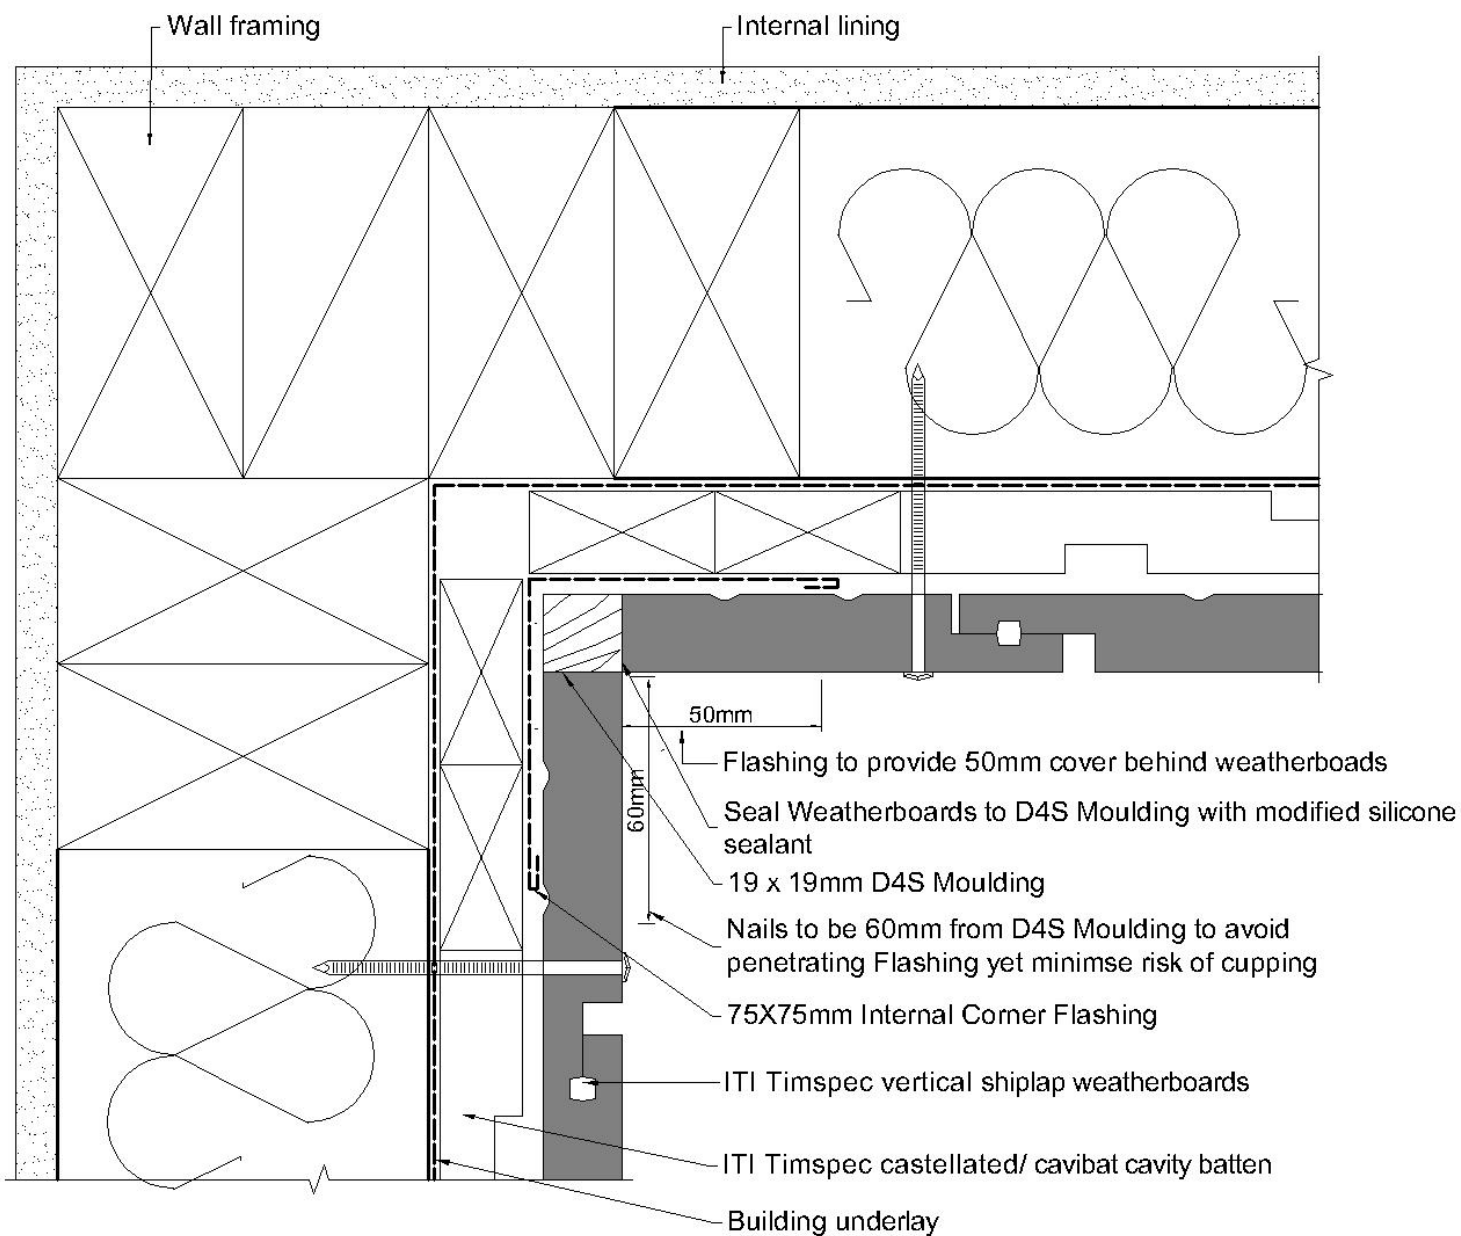 Wall framing
Internal lining
50mm
60mm
Flashing to provide 50mm cover behind weatherboads
Seal Weatherboards to D4S Moulding with modified silicone
sealant
19 x 19mm D4S Moulding
Nails to be 60mm from D4S Moulding to avoid
penetrating Flashing yet minimse risk of cupping
75X75mm Internal Corner Flashing
ITI Timspec vertical shiplap weatherboards
ITI Timspec castellated/ cavibat cavity batten
Building underlay